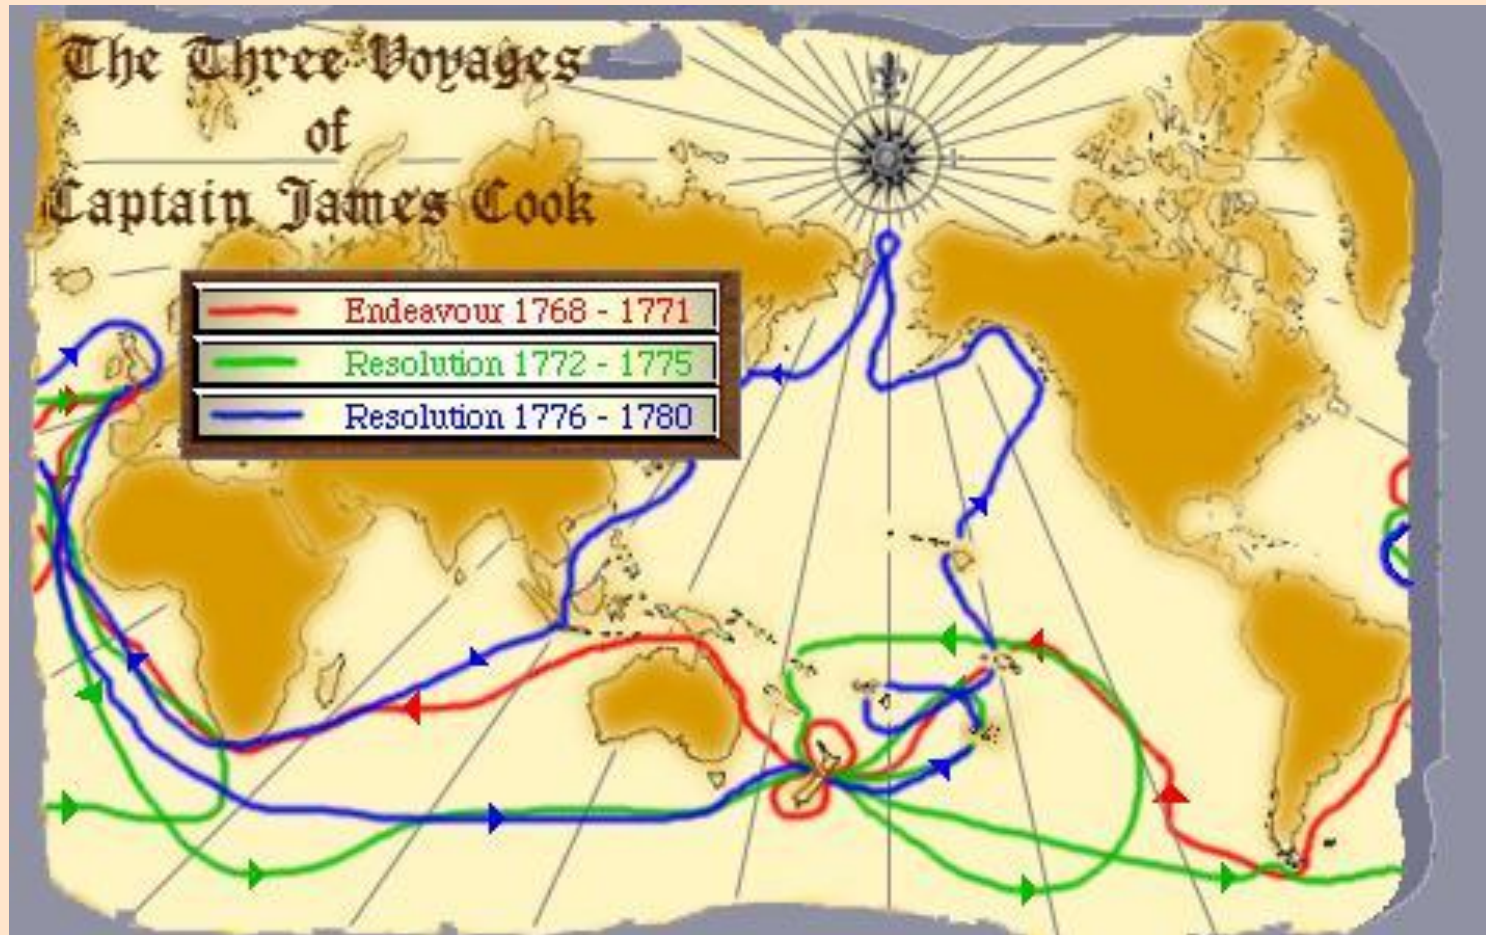 The Three Voyages
of
Captain James Cook
Endeavour 1768 - 1771
Resolution 1772 - 1775
Resolution 1776 - 1780